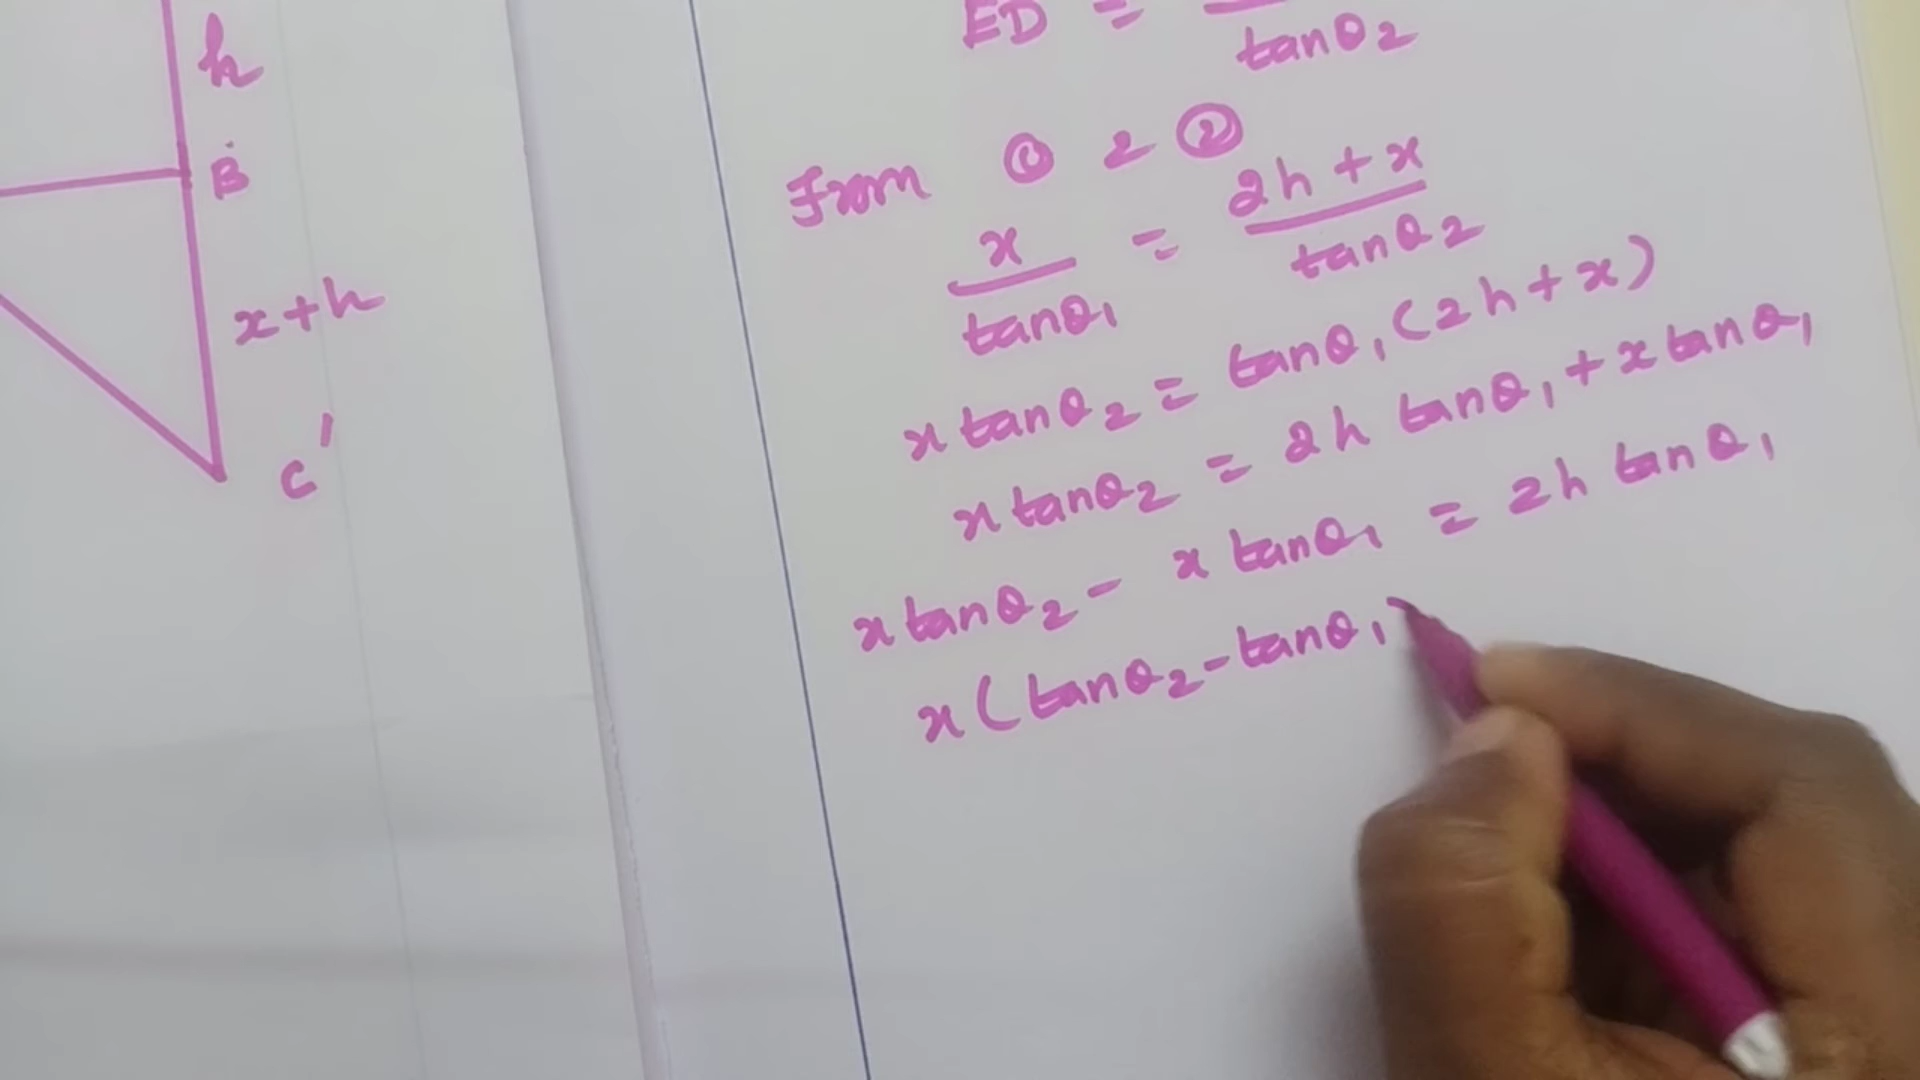 h
B
x+h
C'
ED = 
tanθ2
From ① & ②
x/tanθ1 = 2h+x/tanθ2
x tanθ2 = tanθ1(2h+x)
x tanθ2 = 2h tanθ1 + x tanθ1
x tanθ2 - x tanθ1 = 2h tanθ1
x(tanθ2 - tanθ1)